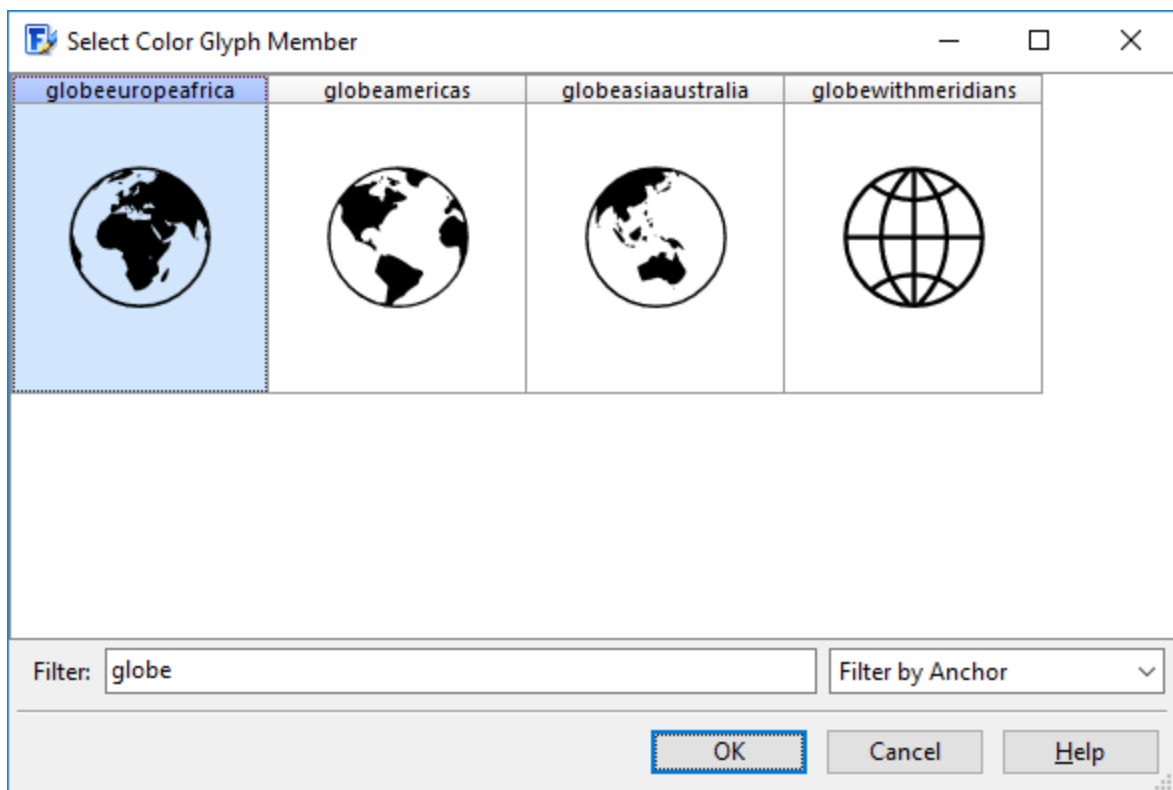 Select Color Glyph Member
globeeuropeafrica globeamericas globeasiaaustralia globewithmeridians
Filter: globe Filter by Anchor
OK Cancel Help